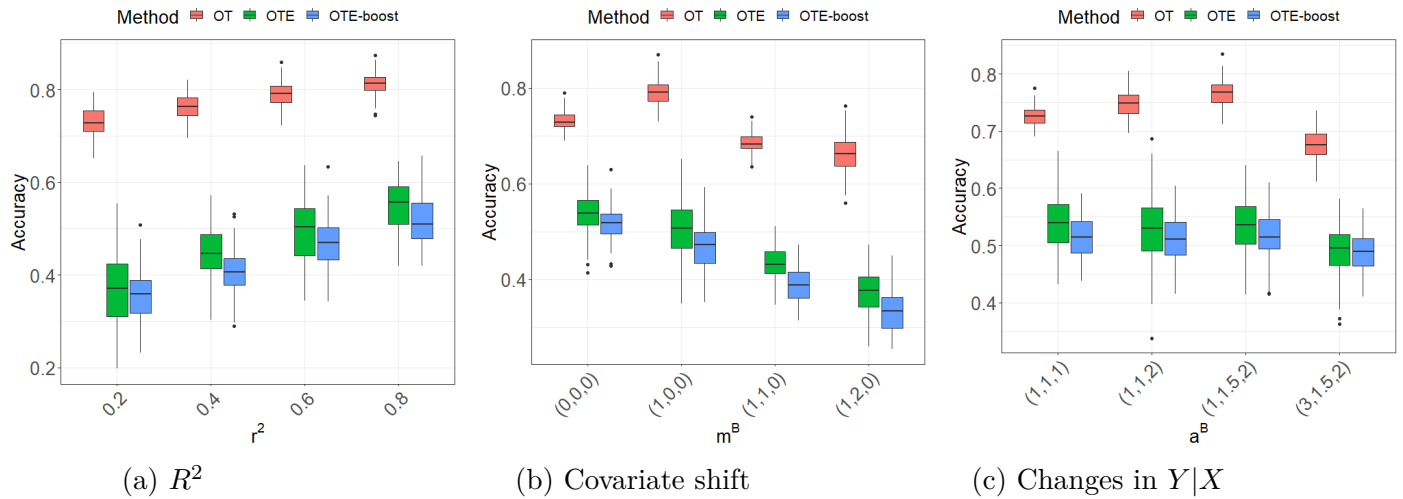 Method OT OTE OTE-boost
Accuracy
0.8
0.6
0.4
0.2
0.2 0.4 0.6 0.8
r²
(a) R²
Method OT OTE OTE-boost
Accuracy
0.8
0.6
0.4
(0,0,0) (1,0,0) (1,1,0) (1,2,0)
mᴮ
(b) Covariate shift
Method OT OTE OTE-boost
Accuracy
0.8
0.7
0.6
0.5
0.4
(1,1,1) (1,1,2) (1,1.5,2) (3,1.5,2)
aᴮ
(c) Changes in Y|X